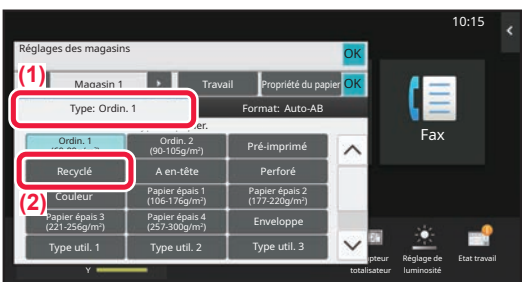 10:15
Réglages des magasins
OK
(1)
Magasin 1
Travail
Propriété du papier
OK
Type: Ordin. 1
Format: Auto-AB
Fax
Ordin. 1
Ordin. 2
(90-105g/m²)
Pré-imprimé
Recyclé
A en-tête
Perforé
(2)
Couleur
Papier épais 1
(106-176g/m²)
Papier épais 2
(177-220g/m²)
Papier épais 3
(221-256g/m²)
Papier épais 4
(257-300g/m²)
Enveloppe
Type util. 1
Type util. 2
Type util. 3
totalisateur
Réglage de
luminosité
Etat travail
Y